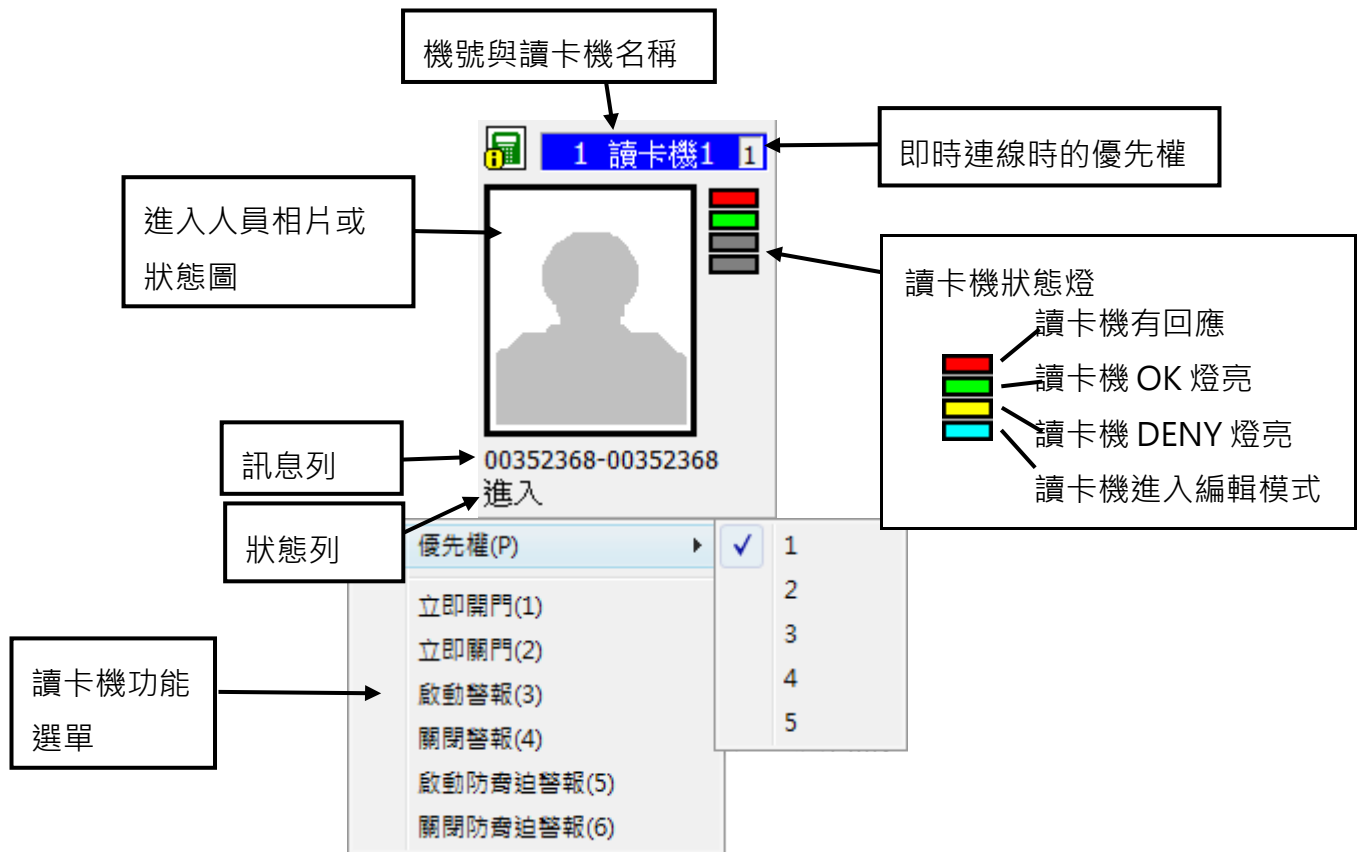 機號與讀卡機名稱
1 讀卡機1 1
即時連線時的優先權
進入人員相片或
狀態圖
讀卡機狀態燈
讀卡機有回應
讀卡機 OK 燈亮
讀卡機 DENY 燈亮
讀卡機進入編輯模式
訊息列
00352368-00352368
進入
狀態列
優先權(P)
1
2
3
4
5
立即開門(1)
立即關門(2)
啟動警報(3)
關閉警報(4)
啟動防脅迫警報(5)
關閉防脅迫警報(6)
讀卡機功能
選單